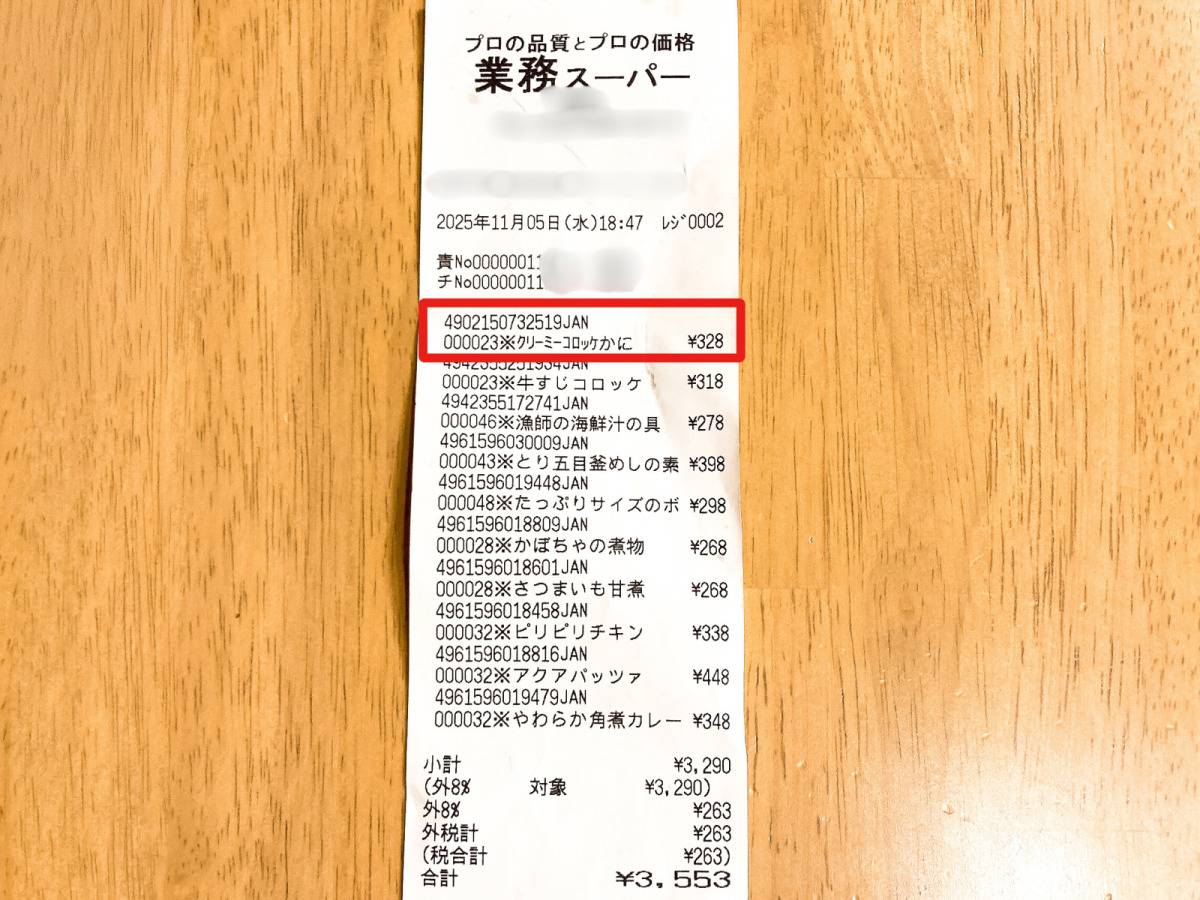 プロの品質とプロの価格
業務スーパー
2025年11月05日(水)18:47 レジ0002
責No00000011
チNo00000011
4902150732519JAN
000023※クリーミーコロッケかに ¥328
4942355251934JAN
000023※牛すじコロッケ ¥318
4942355172741JAN
000046※漁師の海鮮汁の具 ¥278
4961596030009JAN
000043※とり五目釜めしの素 ¥398
4961596019448JAN
000048※たっぷりサイズのボ ¥298
4961596018809JAN
000028※かぼちゃの煮物 ¥268
4961596018601JAN
000028※さつまいも甘煮 ¥268
4961596018458JAN
000032※ピリピリチキン ¥338
4961596018816JAN
000032※アクアパッツァ ¥448
4961596019479JAN
000032※やわらか角煮カレー ¥348
小計 ¥3,290
(外8% 対象 ¥3,290)
外8% ¥263
外税計 ¥263
(税合計 ¥263)
合計 ¥3,553